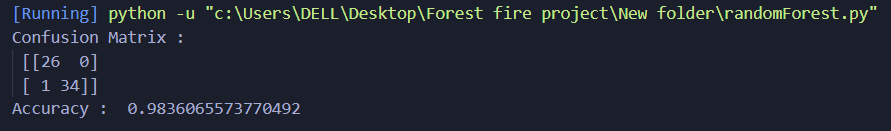 [Running] python -u "c:\Users\DELL\Desktop\Forest fire project\New folder\randomForest.py"
Confusion Matrix :
[[26  0]
[ 1 34]]
Accuracy :  0.9836065573770492